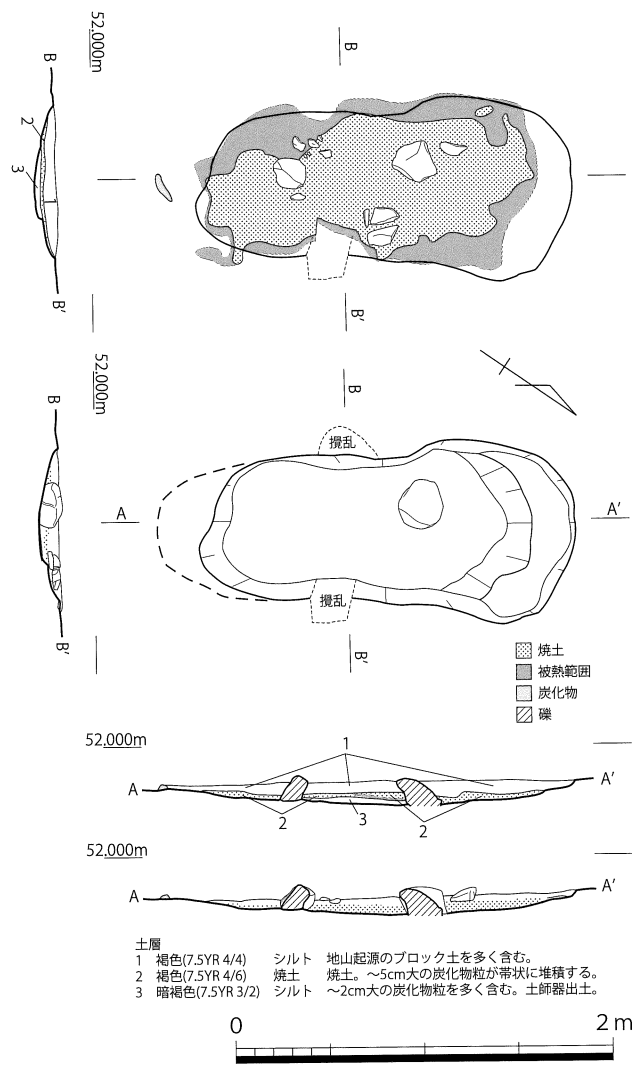 52,000m
B
B
2
3
B'
B'
52,000m
B
B
攪乱
A
A'
攪乱
B'
B'
焼土
被熱範囲
炭化物
礫
52,000m
1
A
A'
2
3
2
52,000m
A
A'
土層
1 褐色(7.5YR 4/4) シルト 地山起源のブロック土を多く含む。
2 褐色(7.5YR 4/6) 焼土 焼土。〜5cm大の炭化物粒が帯状に堆積する。
3 暗褐色(7.5YR 3/2) シルト 〜2cm大の炭化物粒を多く含む。土師器出土。
0
2 m